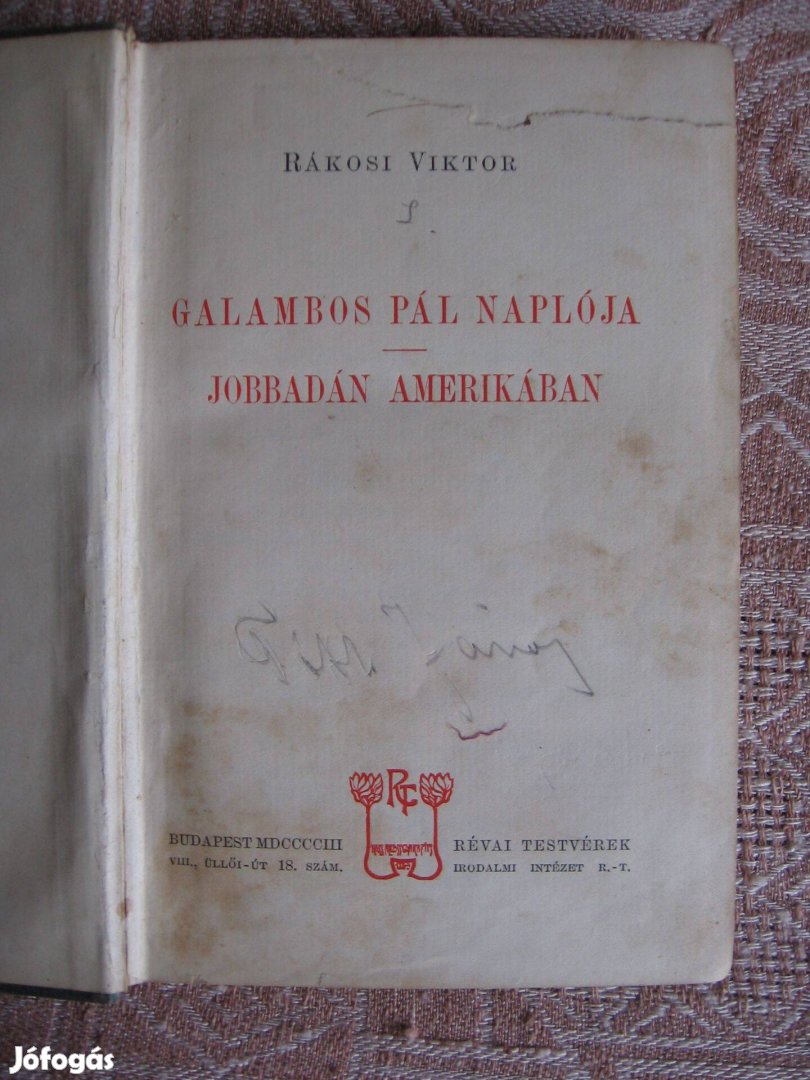 RÁKOSI VIKTOR
GALAMBOS PÁL NAPLÓJA
JOBBADÁN AMERIKÁBAN
János
BUDAPEST MDCCCCIII
VIII., ÜLLŐI-ÚT 18. SZÁM.
RÉVAI TESTVÉREK
IRODALMI INTÉZET R.-T.
Jófogás